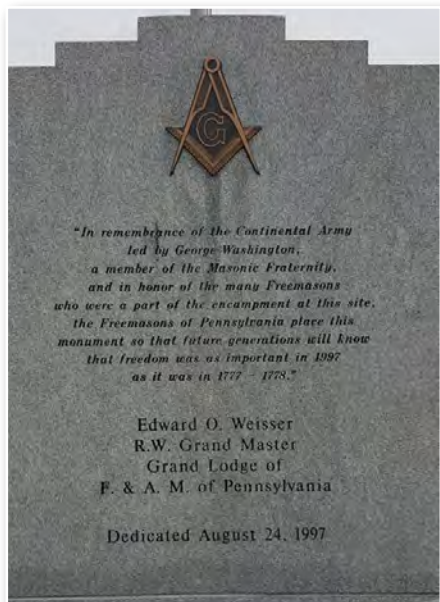 G
"In remembrance of the Continental Army
led by George Washington,
a member of the Masonic Fraternity,
and in honor of the many Freemasons
who were a part of the encampment at this site,
the Freemasons of Pennsylvania place this
monument so that future generations will know
that freedom was as important in 1997
as it was in 1777 – 1778."
Edward O. Weisser
R.W. Grand Master
Grand Lodge of
F. & A. M. of Pennsylvania
Dedicated August 24, 1997